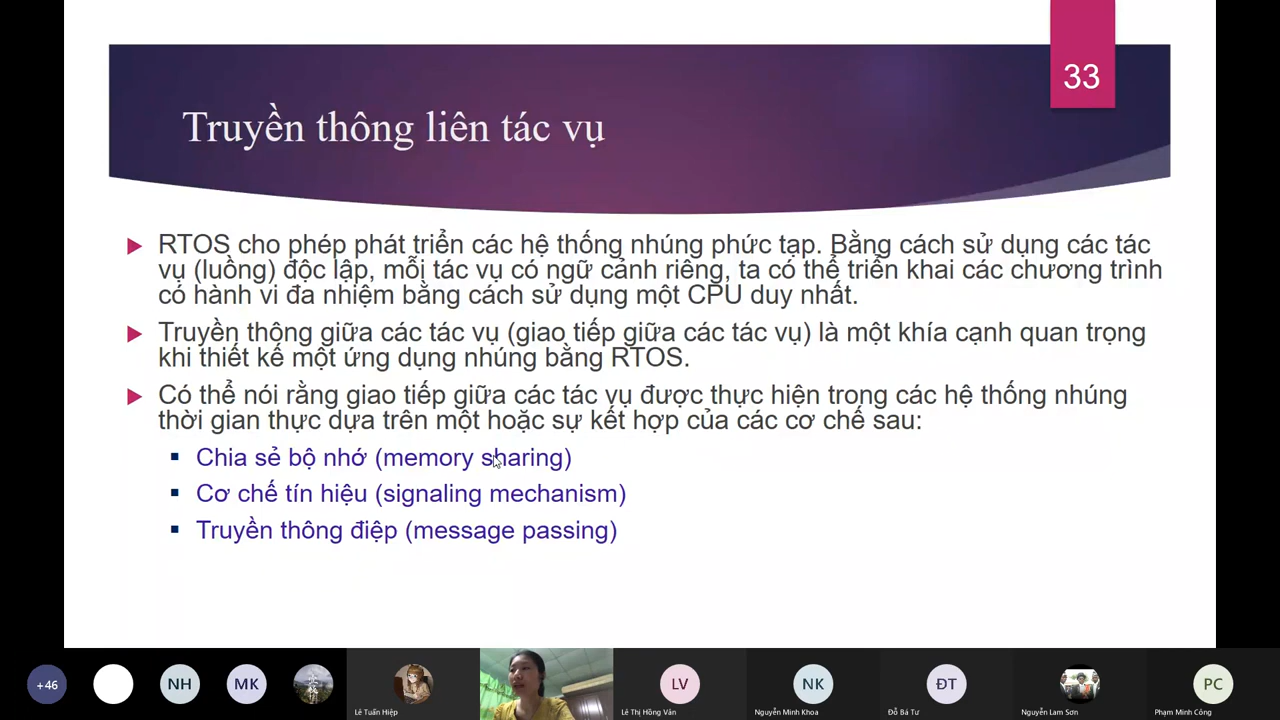 33
Truyền thông liên tác vụ
RTOS cho phép phát triển các hệ thống nhúng phức tạp. Bằng cách sử dụng các tác
vụ (luồng) độc lập, mỗi tác vụ có ngữ cảnh riêng, ta có thể triển khai các chương trình
có hành vi đa nhiệm bằng cách sử dụng một CPU duy nhất.
Truyền thông giữa các tác vụ (giao tiếp giữa các tác vụ) là một khía cạnh quan trọng
khi thiết kế một ứng dụng nhúng bằng RTOS.
Có thể nói rằng giao tiếp giữa các tác vụ được thực hiện trong các hệ thống nhúng
thời gian thực dựa trên một hoặc sự kết hợp của các cơ chế sau:
Chia sẻ bộ nhớ (memory sharing)
Cơ chế tín hiệu (signaling mechanism)
Truyền thông điệp (message passing)
+46 NH MK LV NK ĐT PC
Lê Tuấn Hiệp Lê Thị Hồng Vân Nguyễn Minh Khoa Đỗ Bá Tư Nguyễn Lam Sơn Phạm Minh Công